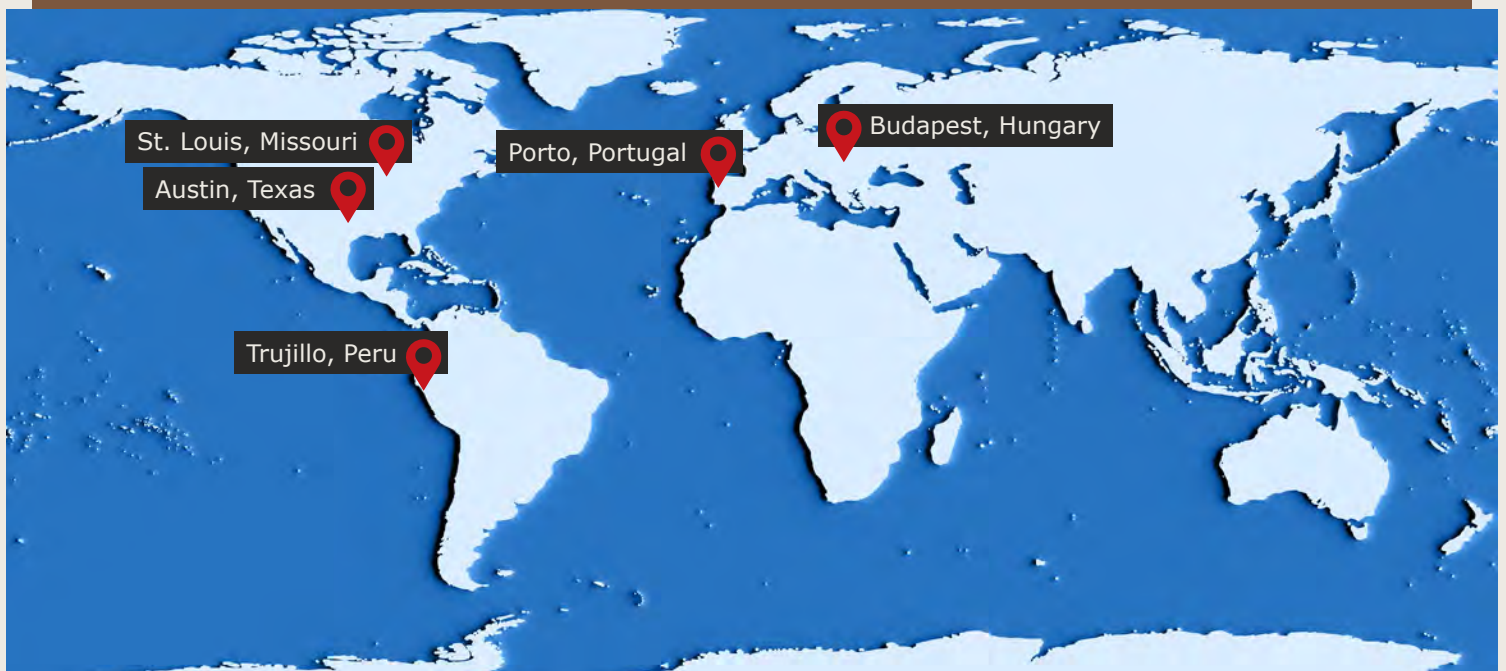 St. Louis, Missouri
Austin, Texas
Porto, Portugal
Budapest, Hungary
Trujillo, Peru